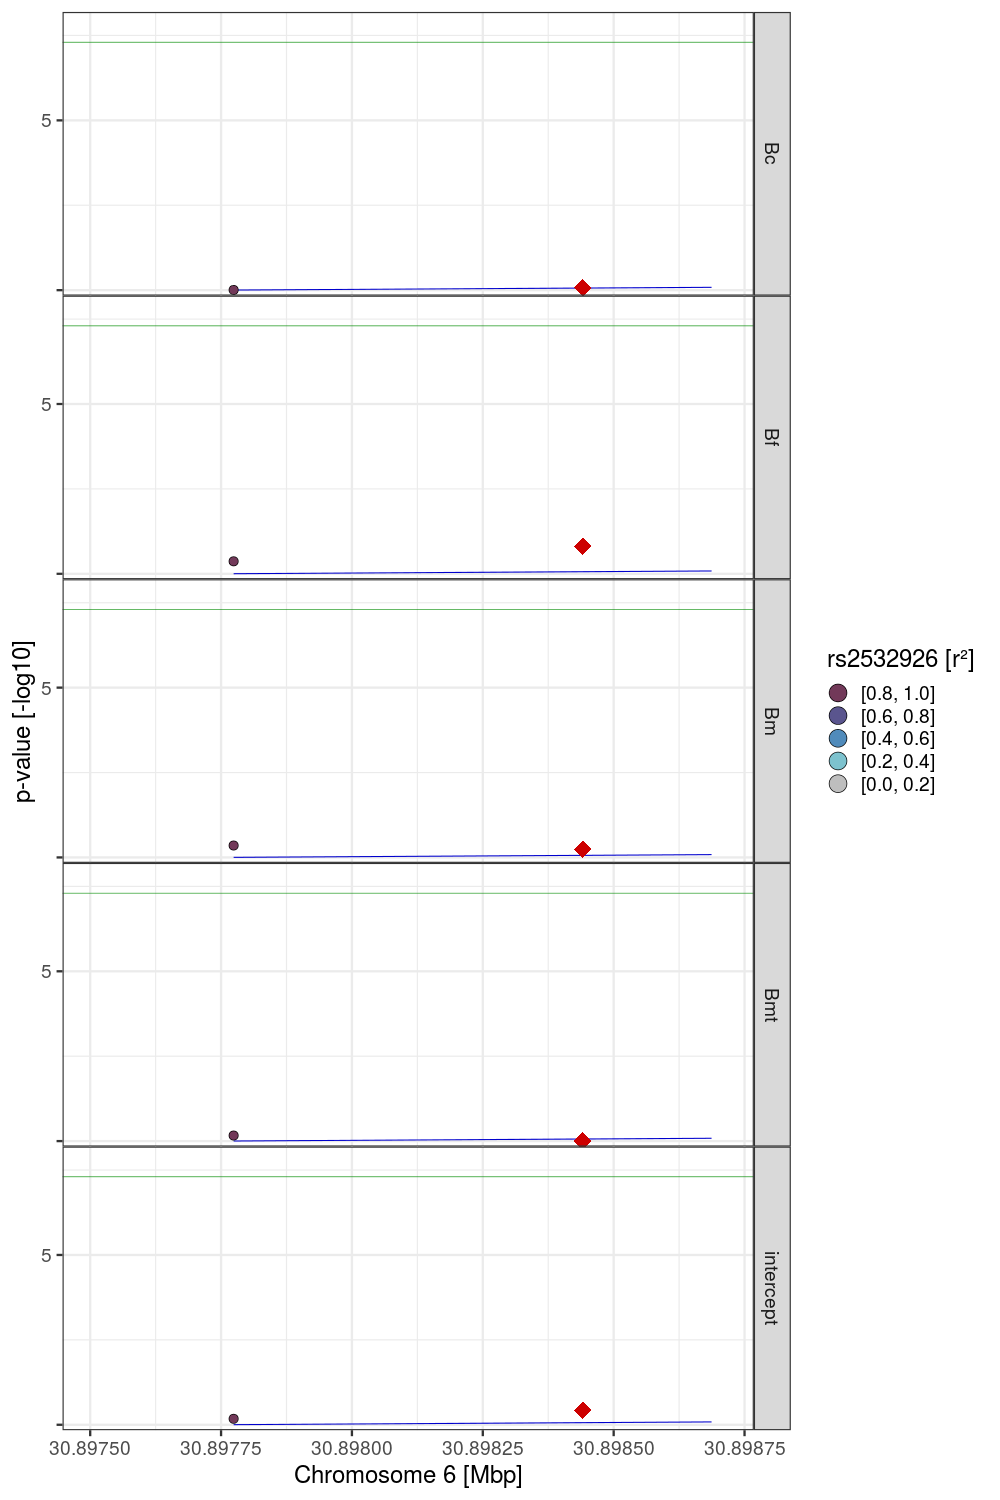 5
Bc
5
Bf
5
Bm
5
Bmt
5
intercept
p-value [-log10]
30.89750 30.89775 30.89800 30.89825 30.89850 30.89875
Chromosome 6 [Mbp]
rs2532926 [r²]
[0.8, 1.0]
[0.6, 0.8]
[0.4, 0.6]
[0.2, 0.4]
[0.0, 0.2]